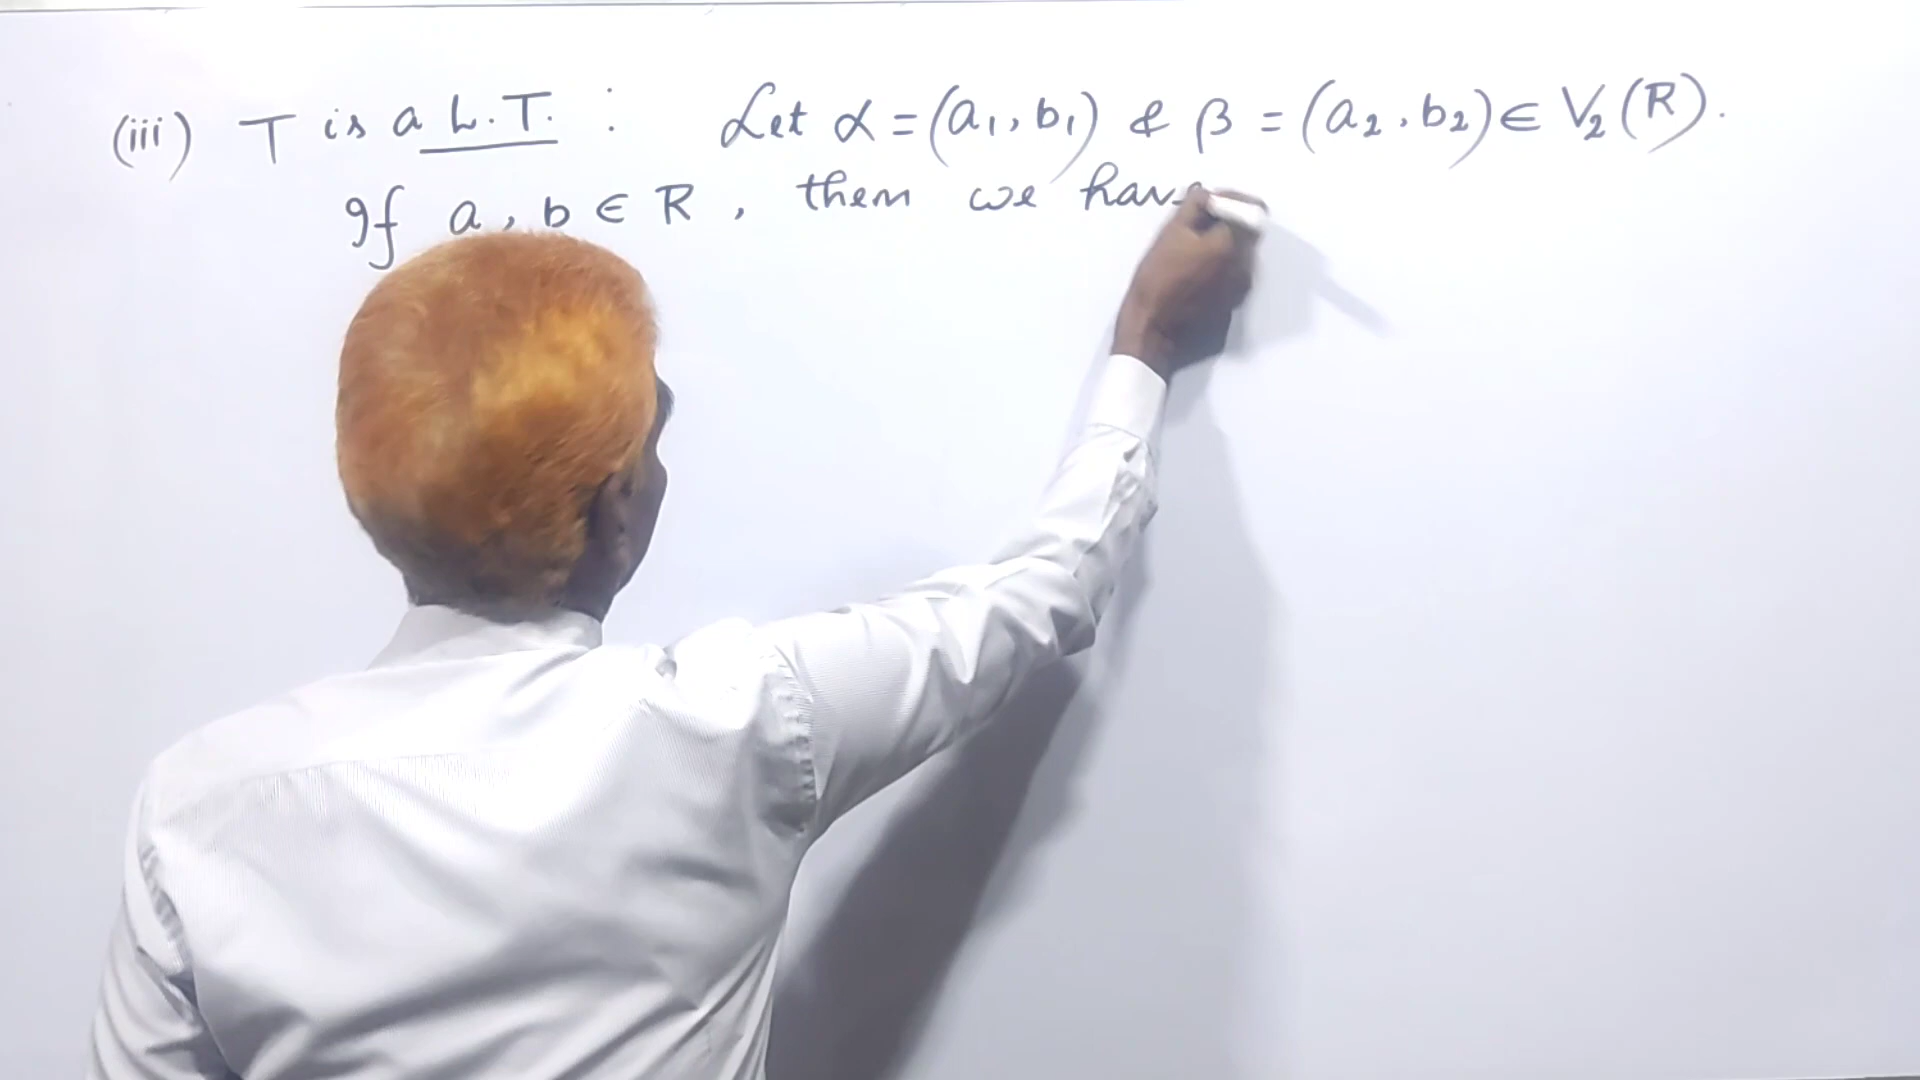 (iii) T is a L.T. : Let α = (a₁, b₁) & β = (a₂, b₂) ∈ V₂(R).
If a, b ∈ R, then we have